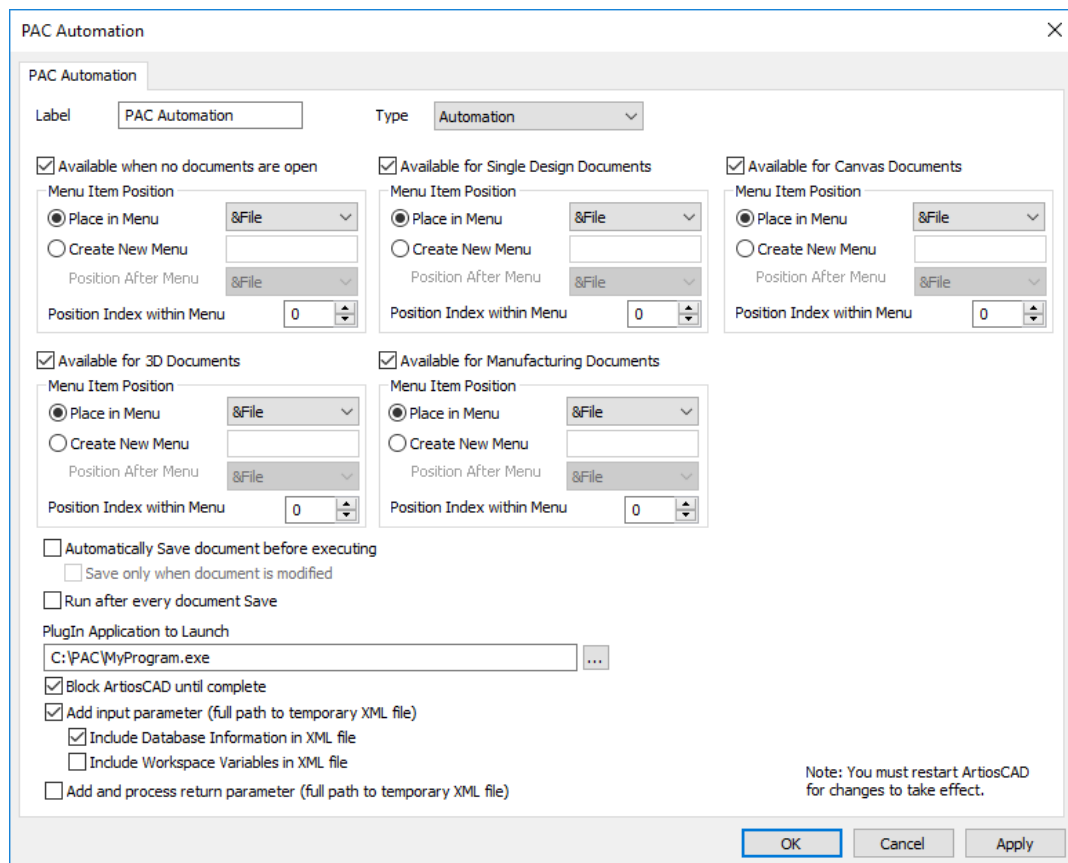 PAC Automation
PAC Automation
Label PAC Automation Type Automation
Available when no documents are open Available for Single Design Documents Available for Canvas Documents
Menu Item Position Menu Item Position Menu Item Position
Place in Menu &File Place in Menu &File Place in Menu &File
Create New Menu Create New Menu Create New Menu
Position After Menu &File Position After Menu &File Position After Menu &File
Position Index within Menu 0 Position Index within Menu 0 Position Index within Menu 0
Available for 3D Documents Available for Manufacturing Documents
Menu Item Position Menu Item Position
Place in Menu &File Place in Menu &File
Create New Menu Create New Menu
Position After Menu &File Position After Menu &File
Position Index within Menu 0 Position Index within Menu 0
Automatically Save document before executing
Save only when document is modified
Run after every document Save
PlugIn Application to Launch
C:\PAC\MyProgram.exe ...
Block ArtiosCAD until complete
Add input parameter (full path to temporary XML file)
Include Database Information in XML file
Include Workspace Variables in XML file
Add and process return parameter (full path to temporary XML file)
Note: You must restart ArtiosCAD
for changes to take effect.
OK Cancel Apply